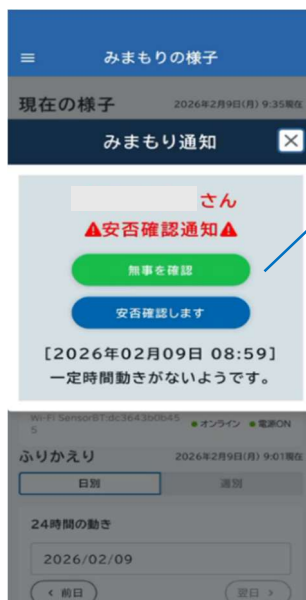 みまもりの様子
現在の様子 2026年2月9日(月) 9:35現在
みまもり通知
さん
安否確認通知
無事を確認
安否確認します
[2026年02月09日 08:59]
一定時間動きがないようです。
Wi-Fi SensorBT:dc3643b0b45 オンライン 電源ON
5
ふりかえり 2026年2月9日(月) 9:01現在
日別 週別
24時間の動き
2026/02/09
< 前日 翌日 >